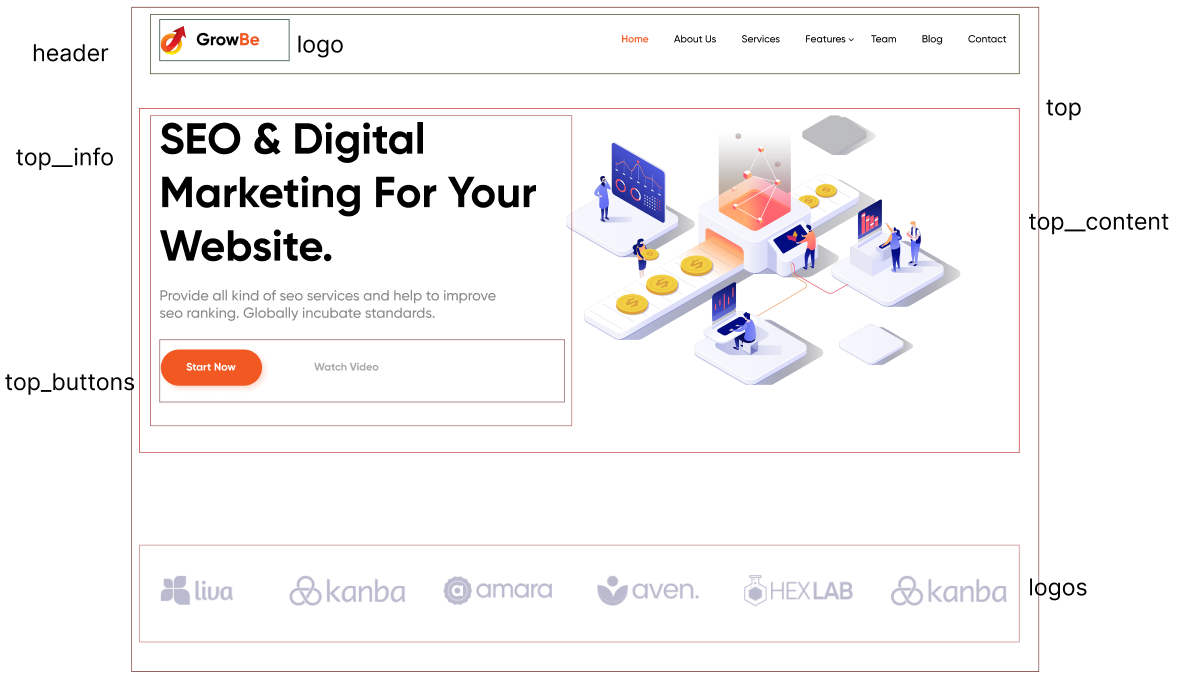 header
GrowBe
logo
Home About Us Services Features Team Blog Contact
top
top__info
SEO & Digital
Marketing For Your
Website.
top__content
Provide all kind of seo services and help to improve
seo ranking. Globally incubate standards.
top_buttons
Start Now Watch Video
liva kanba amara aven. HEXLAB kanba
logos